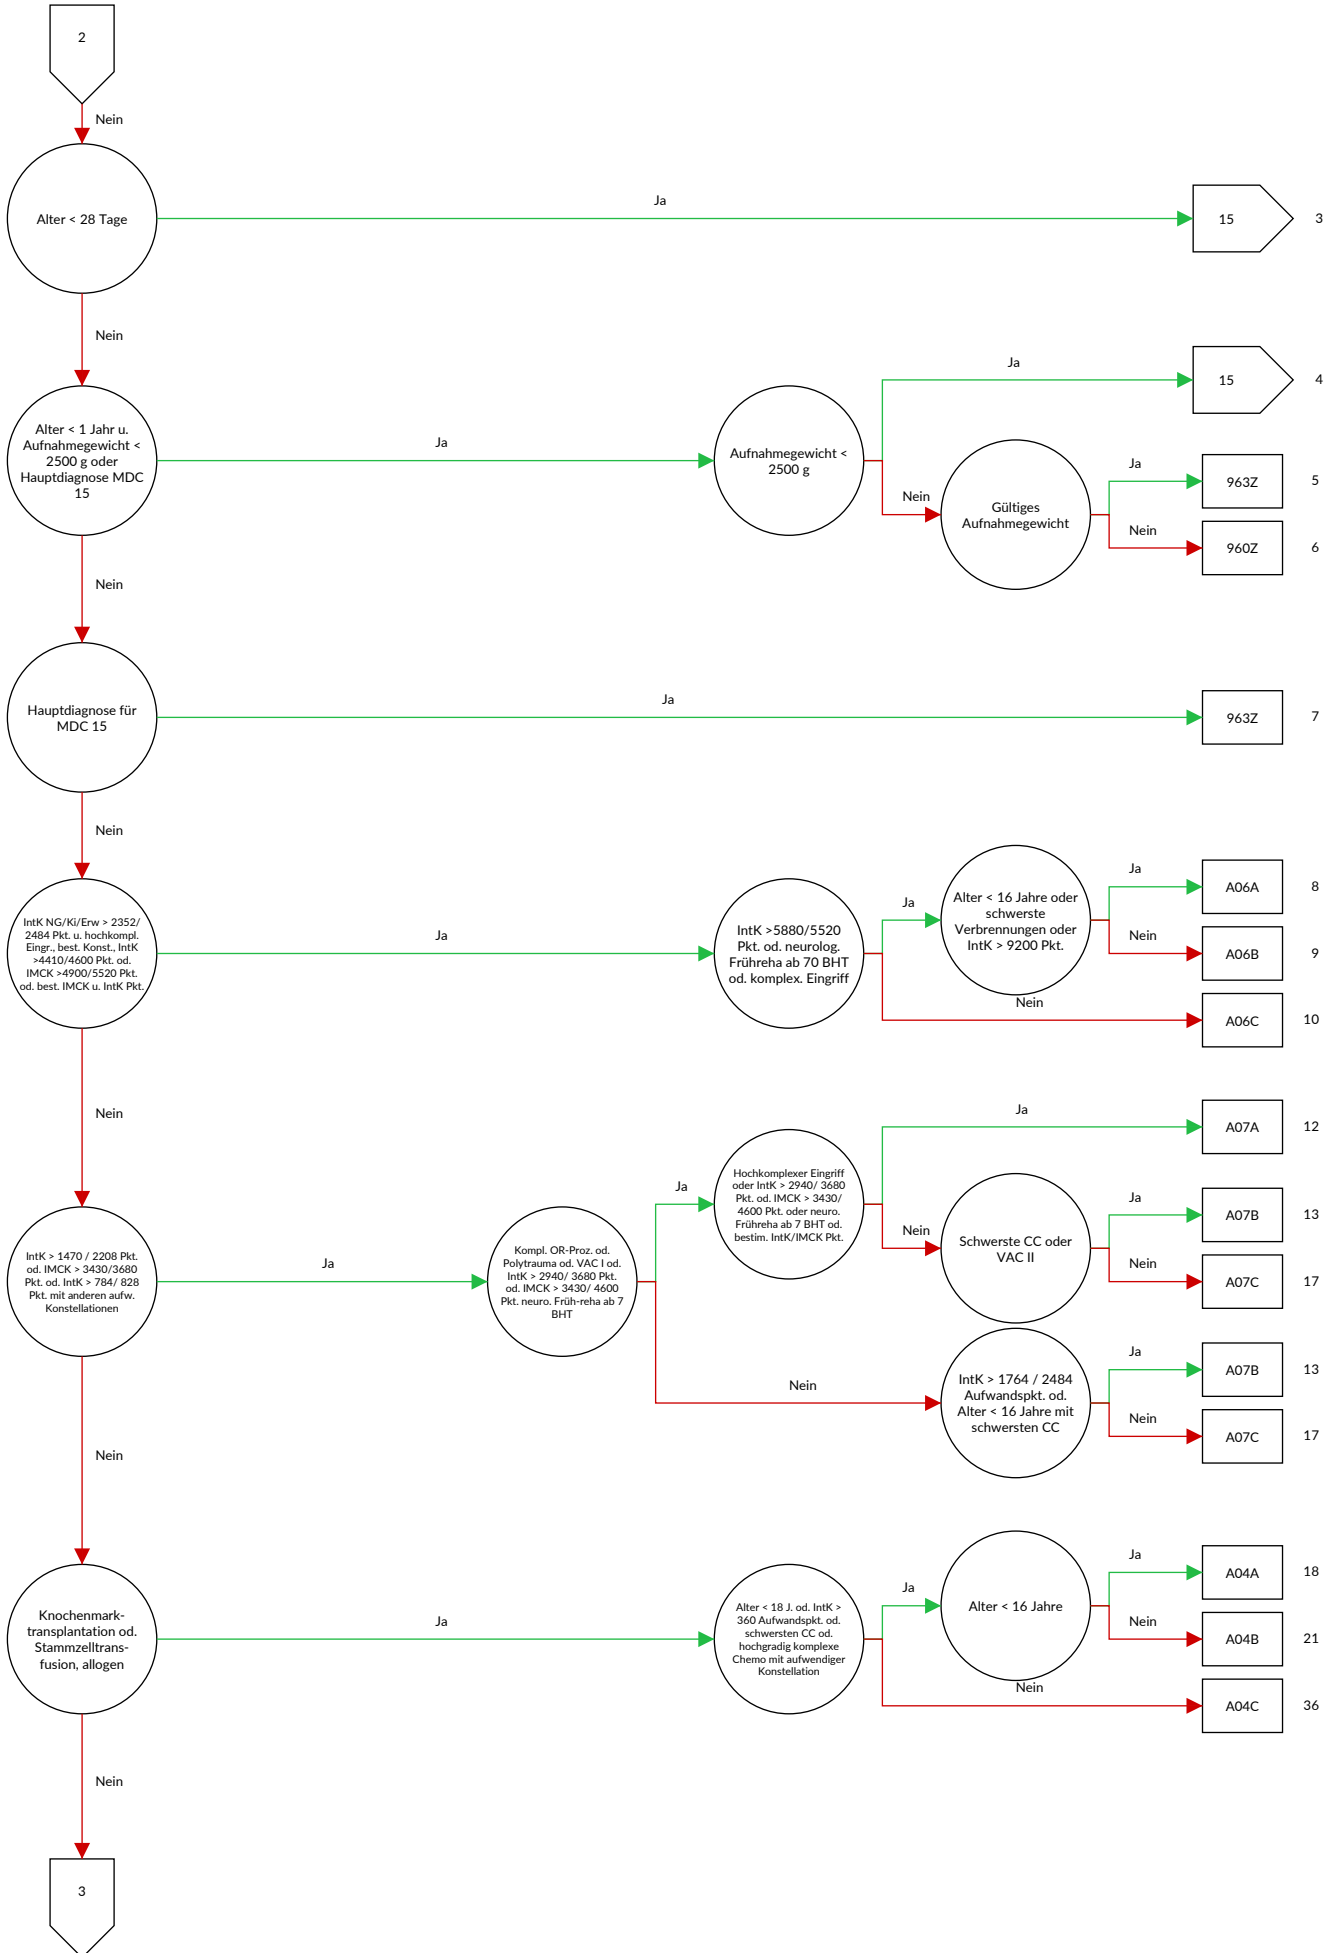 2
Nein
Alter < 28 Tage
Ja
15
3
Nein
Alter < 1 Jahr u.
Aufnahmegewicht <
2500 g oder
Hauptdiagnose MDC
15
Ja
Aufnahmegewicht <
2500 g
Ja
15
4
Nein
Gültiges
Aufnahmegewicht
Ja
963Z
5
Nein
960Z
6
Nein
Hauptdiagnose für
MDC 15
Ja
963Z
7
Nein
IntK NG/Ki/Erw > 2352/
2484 Pkt. u. hochkompl.
Eingr., best. Konst., IntK
>4410/4600 Pkt. od.
IMCK >4900/5520 Pkt.
od. best. IMCK u. IntK Pkt.
Ja
IntK >5880/5520
Pkt. od. neurolog.
Frühreha ab 70 BHT
od. komplex. Eingriff
Ja
Alter < 16 Jahre oder
schwerste
Verbrennungen oder
IntK > 9200 Pkt.
Ja
A06A
8
Nein
A06B
9
Nein
A06C
10
Nein
IntK > 1470 / 2208 Pkt.
od. IMCK > 3430/3680
Pkt. od. IntK > 784/ 828
Pkt. mit anderen aufw.
Konstellationen
Ja
Kompl. OR-Proz. od.
Polytrauma od. VAC I od.
IntK > 2940/ 3680 Pkt.
od. IMCK > 3430/ 4600
Pkt. neuro. Früh-reha ab 7
BHT
Ja
Hochkomplexer Eingriff
oder IntK > 2940/ 3680
Pkt. od. IMCK > 3430/
4600 Pkt. oder neuro.
Frühreha ab 7 BHT od.
bestim. IntK/IMCK Pkt.
Ja
A07A
12
Nein
Schwerste CC oder
VAC II
Ja
A07B
13
Nein
A07C
17
Nein
IntK > 1764 / 2484
Aufwandspkt. od.
Alter < 16 Jahre mit
schwersten CC
Ja
A07B
13
Nein
A07C
17
Nein
Knochenmark-
transplantation od.
Stammzelltrans-
fusion, allogen
Ja
Alter < 18 J. od. IntK >
360 Aufwandspkt. od.
schwersten CC od.
hochgradig komplexe
Chemo mit aufwendiger
Konstellation
Ja
Alter < 16 Jahre
Ja
A04A
18
Nein
A04B
21
Nein
A04C
36
Nein
3